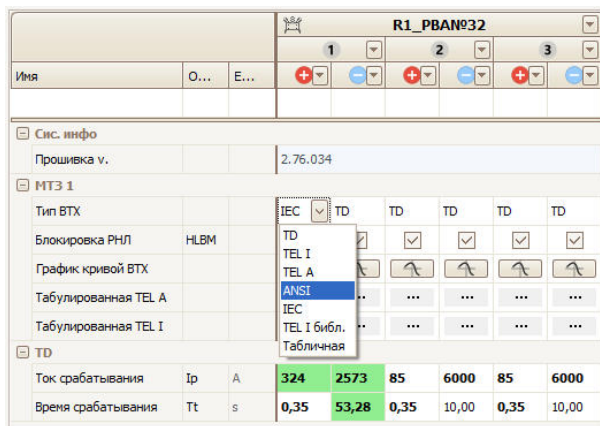 R1_PBA№32
1 2 3
Имя О... Е...
Сис. инфо
Прошивка v. 2.76.034
МТЗ 1
Тип ВТХ IEC TD TD TD TD TD
Блокировка РНЛ HLBM
График кривой ВТХ
Табулированная TEL A ... ... ... ... ...
Табулированная TEL I ... ... ... ... ...
TD
TEL I
TEL A
ANSI
IEC
TEL I библ.
Табличная
TD
Ток срабатывания Ip A 324 2573 85 6000 85 6000
Время срабатывания Tt s 0,35 53,28 0,35 10,00 0,35 10,00